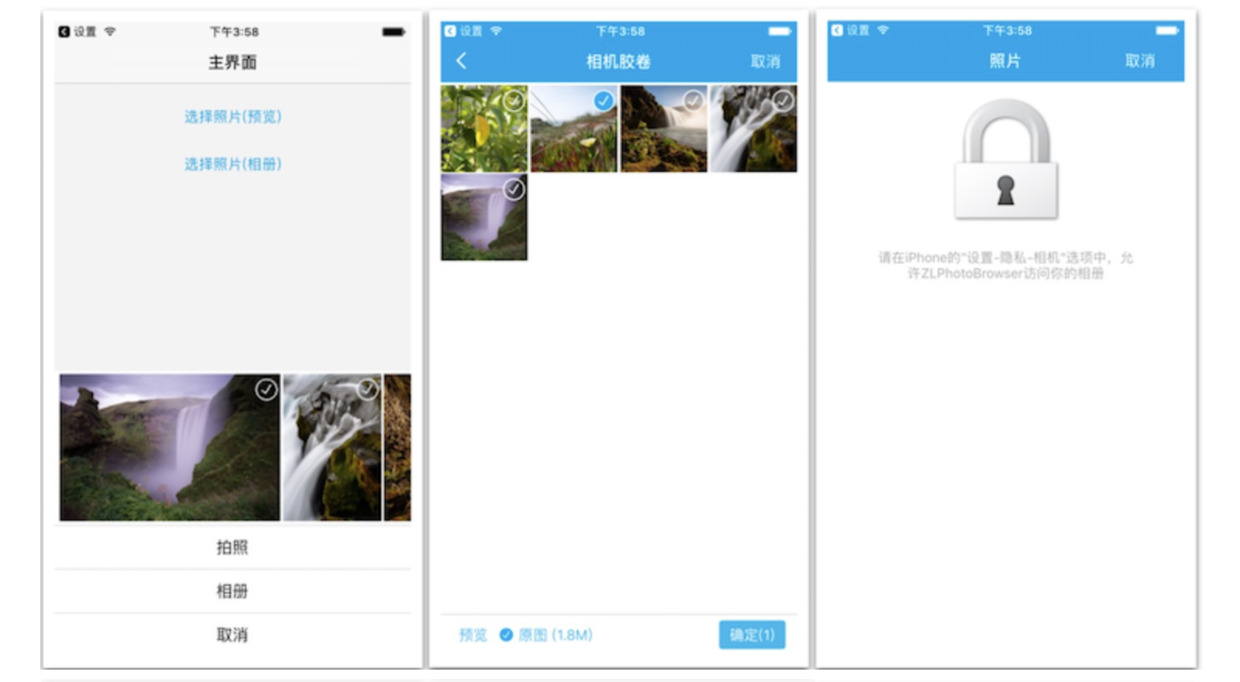 设置
下午3:58
主界面
选择照片(预览)
选择照片(相册)
拍照
相册
取消
设置
下午3:58
相机胶卷
取消
预览
原图 (1.8M)
确定(1)
设置
下午3:58
照片
取消
请在iPhone的"设置-隐私-相机"选项中，允
许ZLPhotoBrowser访问你的相册